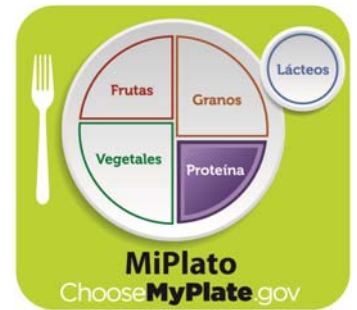 Frutas
Granos
Lácteos
Vegetales
Proteína
MiPlato
ChooseMyPlate.gov